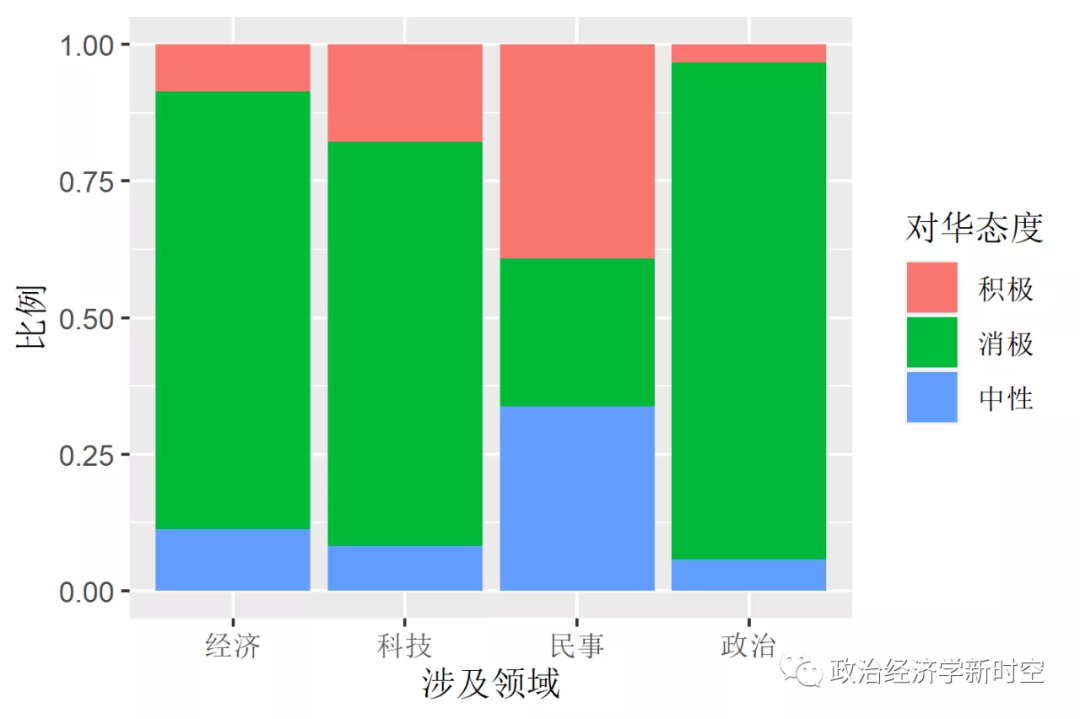 1.00
0.75
0.50
0.25
0.00
比例
经济 科技 民事 政治
涉及领域
对华态度
积极
消极
中性
政治经济学新时空